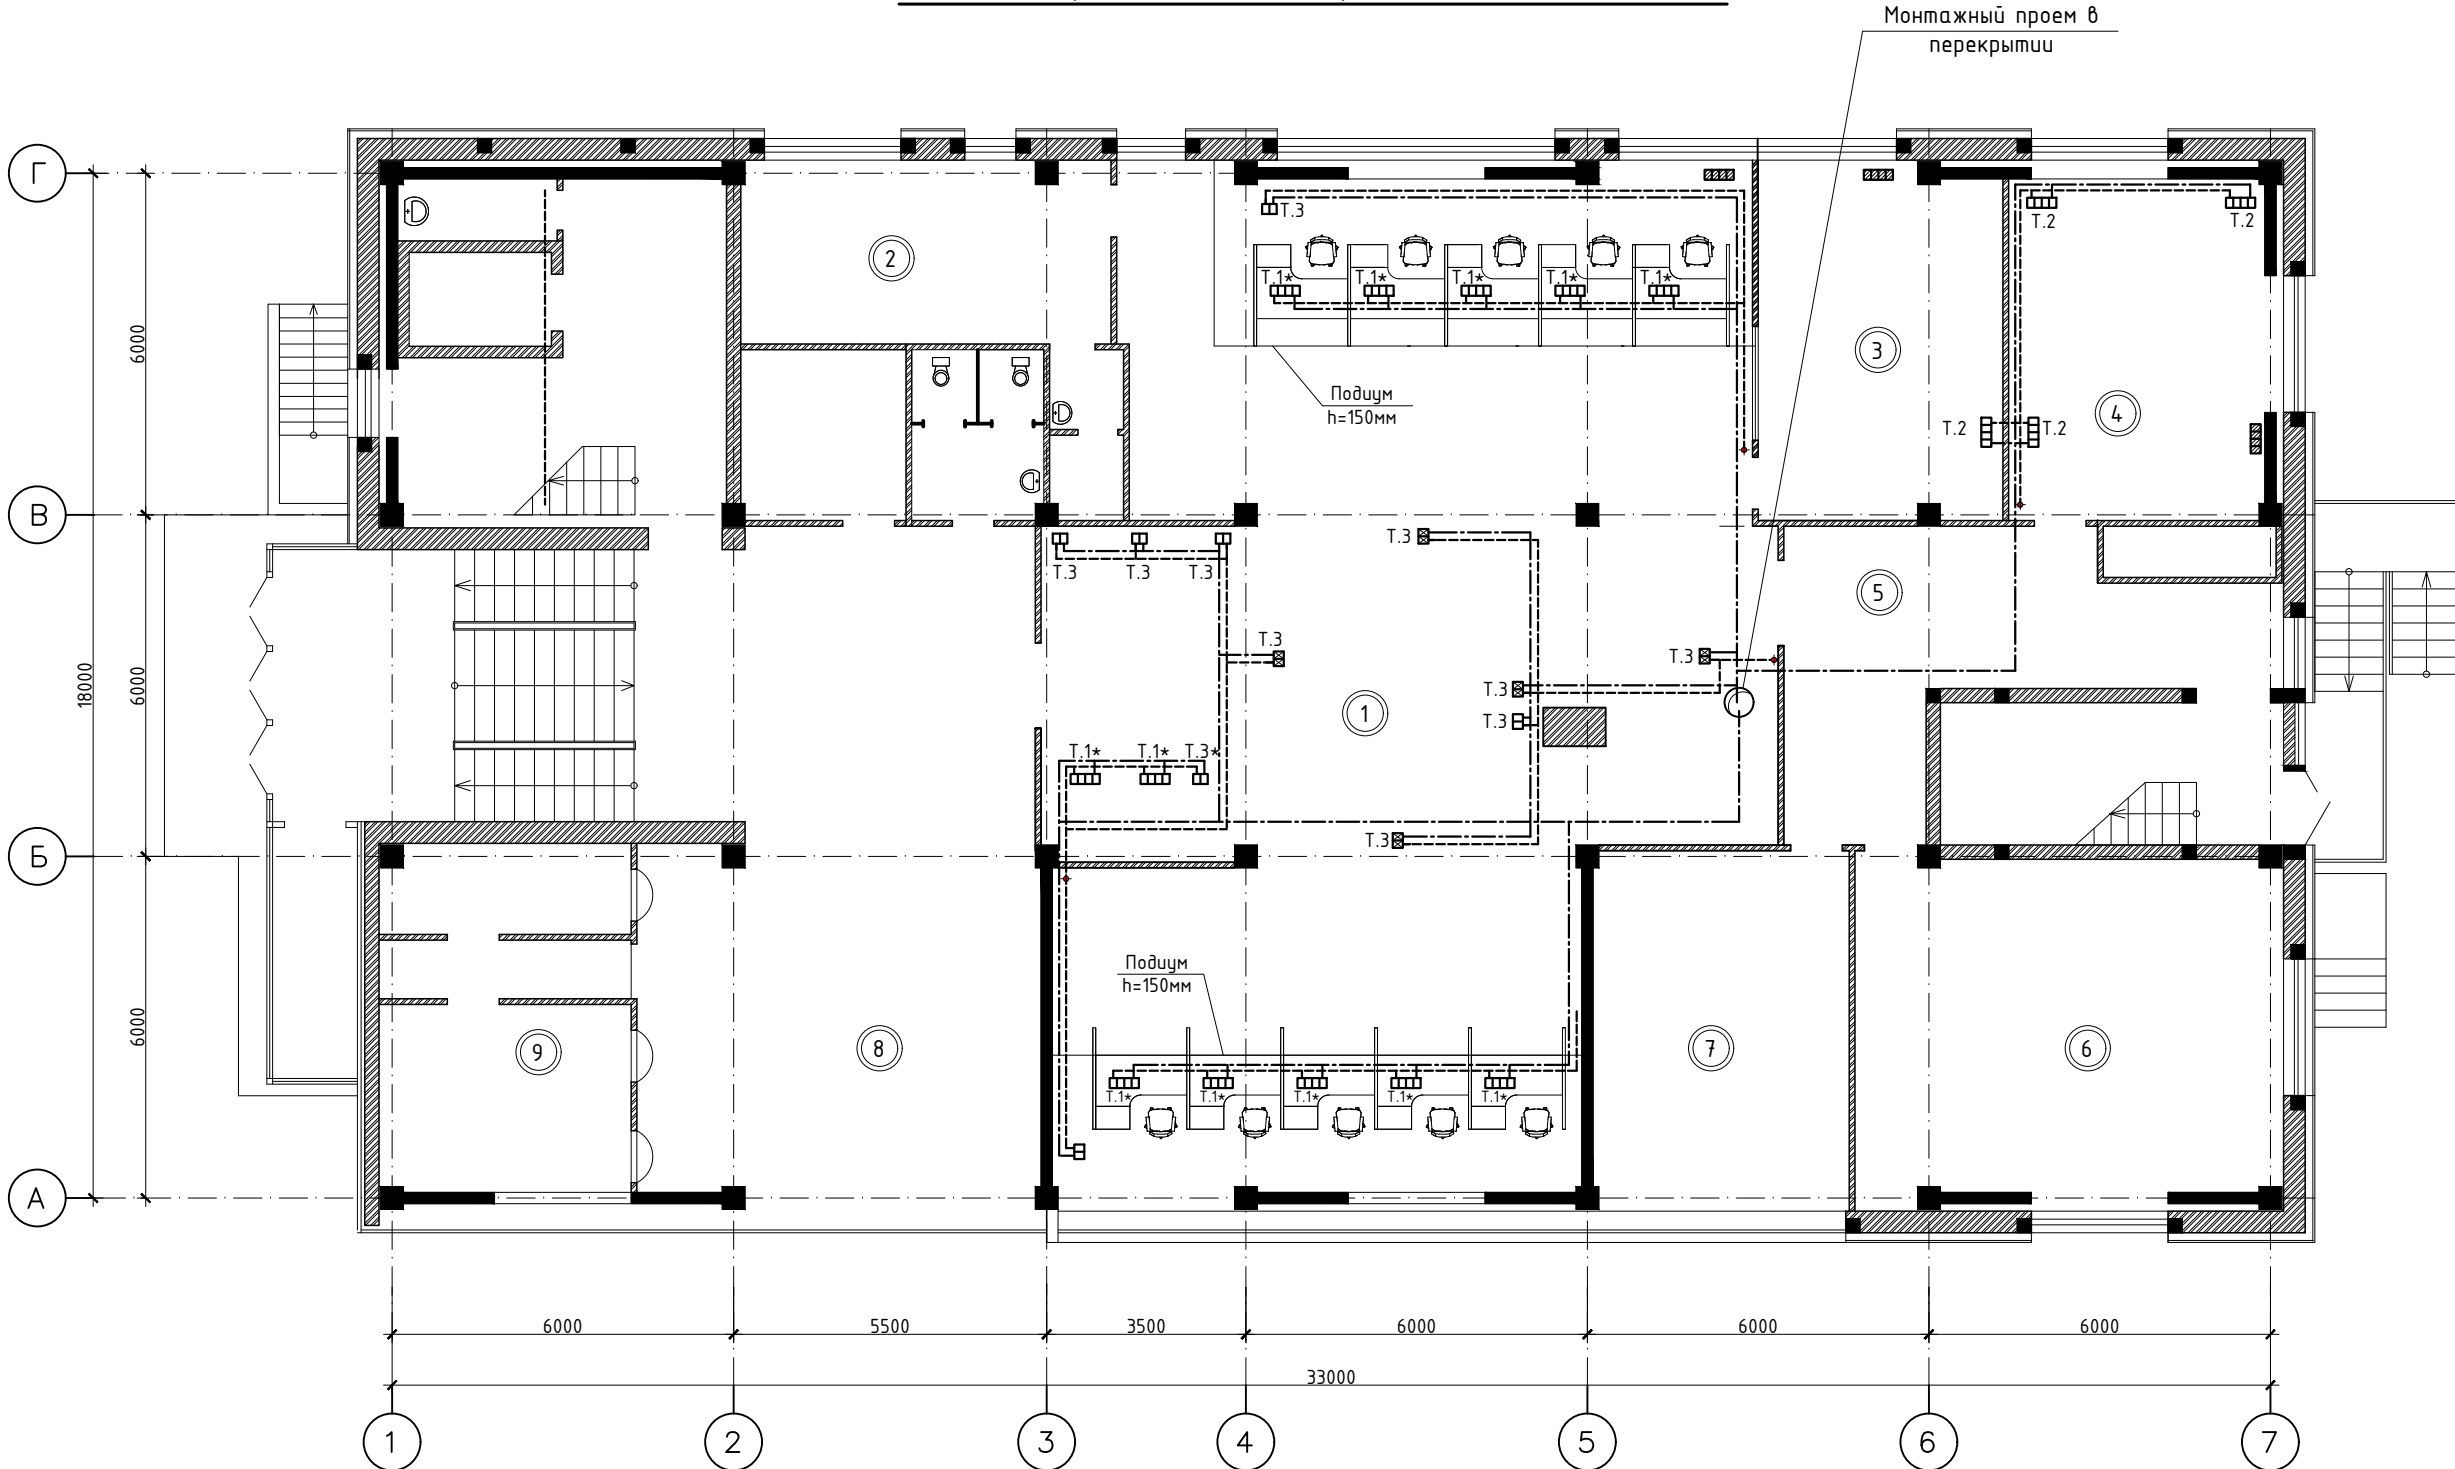 Монтажный проем в
перекрытии
Г
Т.3
Т.2
Т.2
2
Т.1*
Т.1*
Т.1*
Т.1*
Т.1*
6000
3
Подиум
h=150мм
4
Т.2
Т.2
В
Т.3
Т.3
Т.3
Т.3
5
Т.3
Т.3
18000
6000
Т.3
1
Т.3
Т.1*
Т.1*
Т.3*
Т.3
Б
Подиум
h=150мм
6000
9
8
7
6
Т.1*
Т.1*
Т.1*
Т.1*
Т.1*
А
6000
5500
3500
6000
6000
6000
33000
1
2
3
4
5
6
7